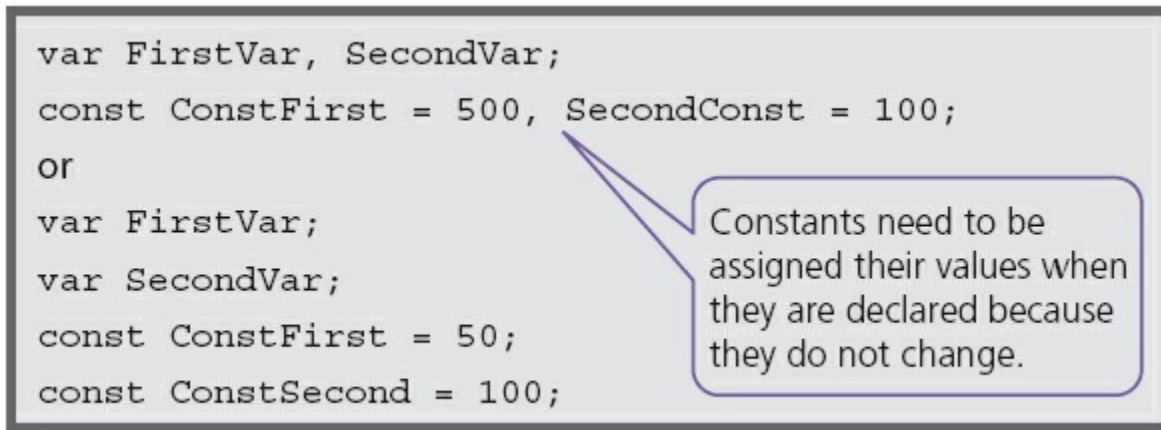 var FirstVar, SecondVar;
const ConstFirst = 500, SecondConst = 100;
or
var FirstVar;
var SecondVar;
const ConstFirst = 50;
const ConstSecond = 100;
Constants need to be
assigned their values when
they are declared because
they do not change.